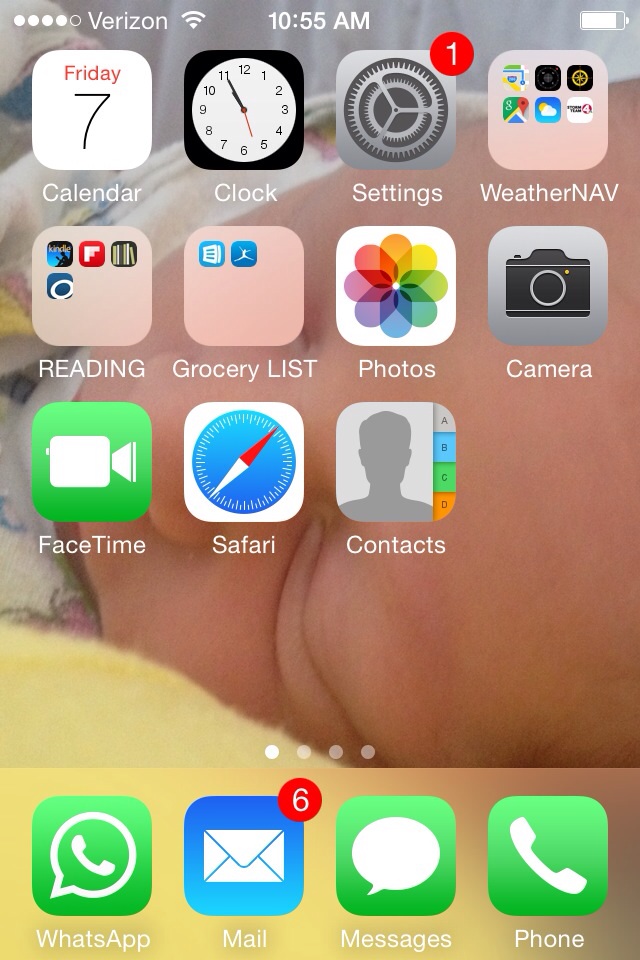 Verizon 10:55 AM
1
Friday
7
12
11 1
10 2
9 3
8 4
7 5
6
g
Calendar Clock Settings WeatherNAV
kindle
READING Grocery LIST Photos Camera
A
B
C
D
FaceTime Safari Contacts
6
WhatsApp Mail Messages Phone